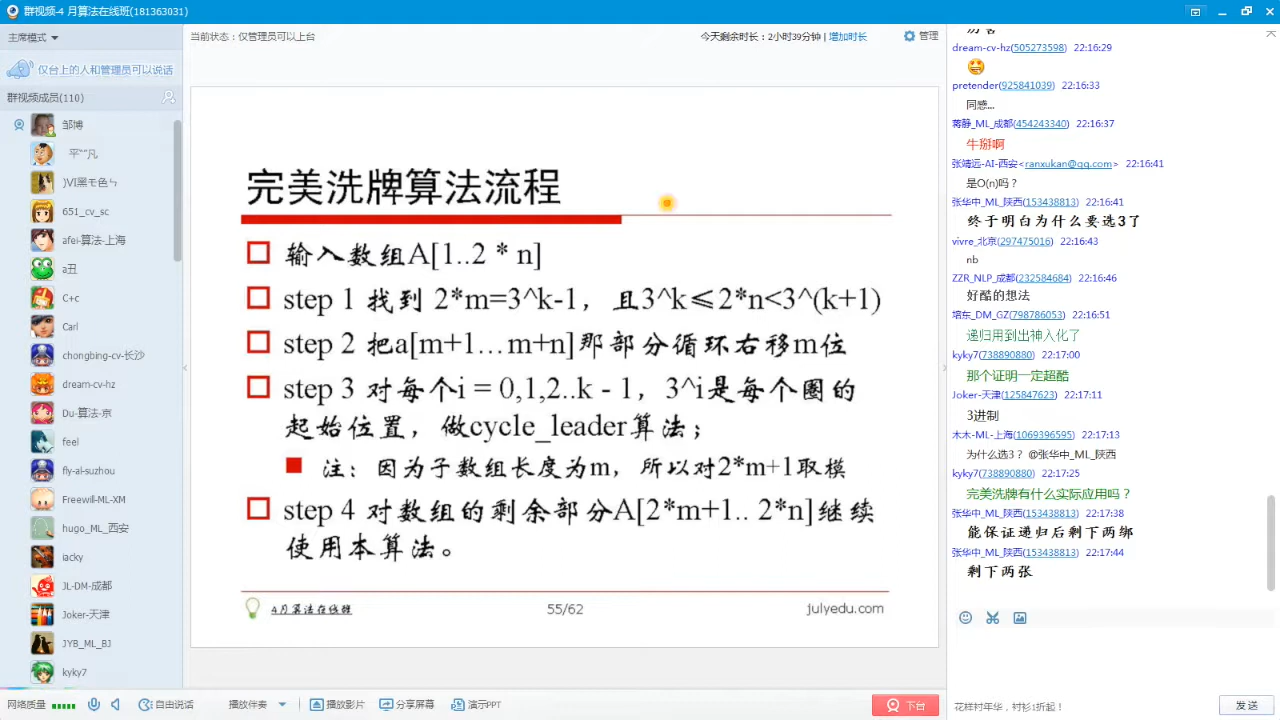 群视频-4 月算法在线班(181363031)
主席模式
仅台上的人和管理员可以说话
群视频成员(110)
邹博
平凡
JVI黑モ色ㄣ
651_cv_sc
afei-算法-上海
a丑
C+c
Carl
chongbing-cv-长沙
dream-cv-hz
Du-算法-京
feel
fly-ai-suzhou
Freewill-ML-XM
hugo_ML_西安
iacky
JL-DM-成都
Joker-天津
JYB_ML_BJ
kyky7
当前状态：仅管理员可以上台
今天剩余时长：2小时39分钟 | 增加时长
管理
完美洗牌算法流程
输入数组A[1..2 * n]
step 1 找到 2*m=3^k-1，且3^k≤2*n<3^(k+1)
step 2 把a[m+1…m+n]那部分循环右移m位
step 3 对每个i = 0,1,2..k - 1，3^i是每个圈的
起始位置，做cycle_leader算法；
注：因为子数组长度为m，所以对2*m+1取模
step 4 对数组的剩余部分A[2*m+1.. 2*n]继续
使用本算法。
4月算法在线班
55/62
julyedu.com
dream-cv-hz(505273598) 22:16:29
pretender(925841039) 22:16:33
同感...
蒋静_ML_成都(454243340) 22:16:37
牛掰啊
张靖远-AI-西安<ranxukan@qq.com> 22:16:41
是O(n)吗？
张华中_ML_陕西(153438813) 22:16:41
终于明白为什么要选3了
vivre_北京(297475016) 22:16:43
nb
ZZR_NLP_成都(232584684) 22:16:46
好酷的想法
培东_DM_GZ(798786053) 22:16:51
递归用到出神入化了
kyky7(738890880) 22:17:00
那个证明一定超酷
Joker-天津(125847623) 22:17:11
3进制
木木-ML-上海(1069396595) 22:17:13
为什么选3？ @张华中_ML_陕西
kyky7(738890880) 22:17:25
完美洗牌有什么实际应用吗？
张华中_ML_陕西(153438813) 22:17:38
能保证递归后剩下两绑
张华中_ML_陕西(153438813) 22:17:44
剩下两张
网络质量
自由说话
播放伴奏
播放影片
分享屏幕
演示PPT
下台
花样衬年华，衬衫1折起！
发送